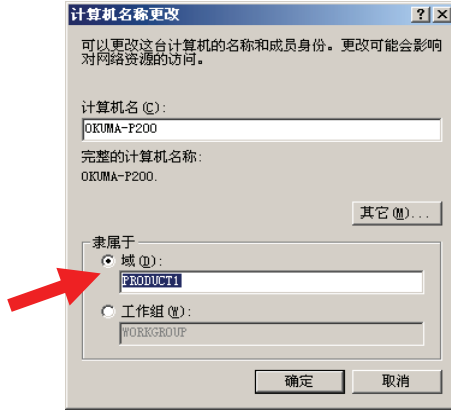 计算机名称更改
可以更改这台计算机的名称和成员身份。更改可能会影响
对网络资源的访问。
计算机名(C):
OKUMA-P200
完整的计算机名称:
OKUMA-P200.
其它(M)...
隶属于
域(D):
PRODUCT1
工作组(W):
WORKGROUP
确定
取消